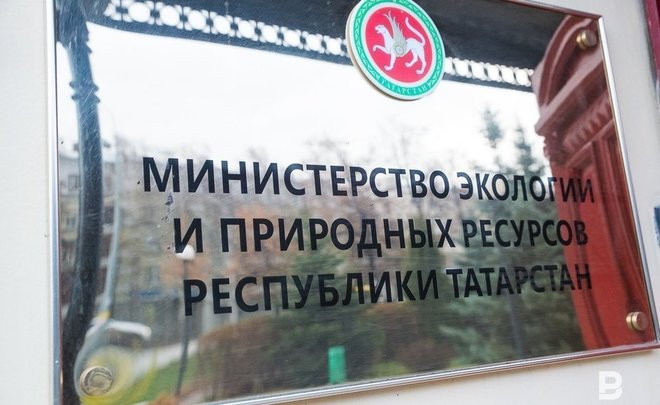 ТАТАРСТАН
МИНИСТЕРСТВО ЭКОЛОГИИ
И ПРИРОДНЫХ РЕСУРСОВ
РЕСПУБЛИКИ ТАТАРСТАН
B